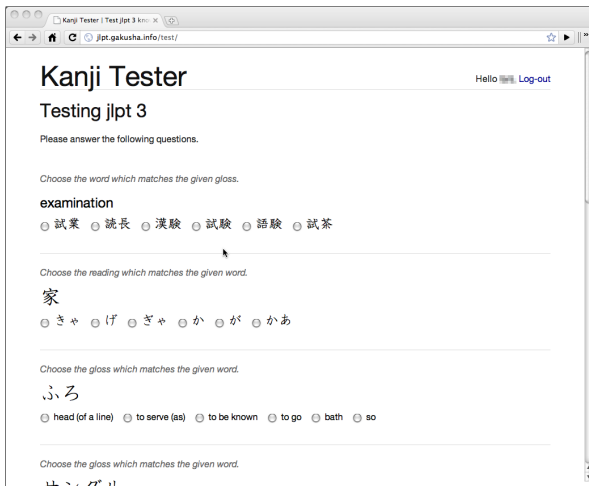 Kanji Tester | Test jlpt 3 kno
jlpt.gakusha.info/test/
Kanji Tester
Hello Log-out
Testing jlpt 3
Please answer the following questions.
Choose the word which matches the given gloss.
examination
試業 読長 漢験 試験 語験 試茶
Choose the reading which matches the given word.
家
きゃ げ ぎゃ か が かあ
Choose the gloss which matches the given word.
ふろ
head (of a line) to serve (as) to be known to go bath so
Choose the gloss which matches the given word.